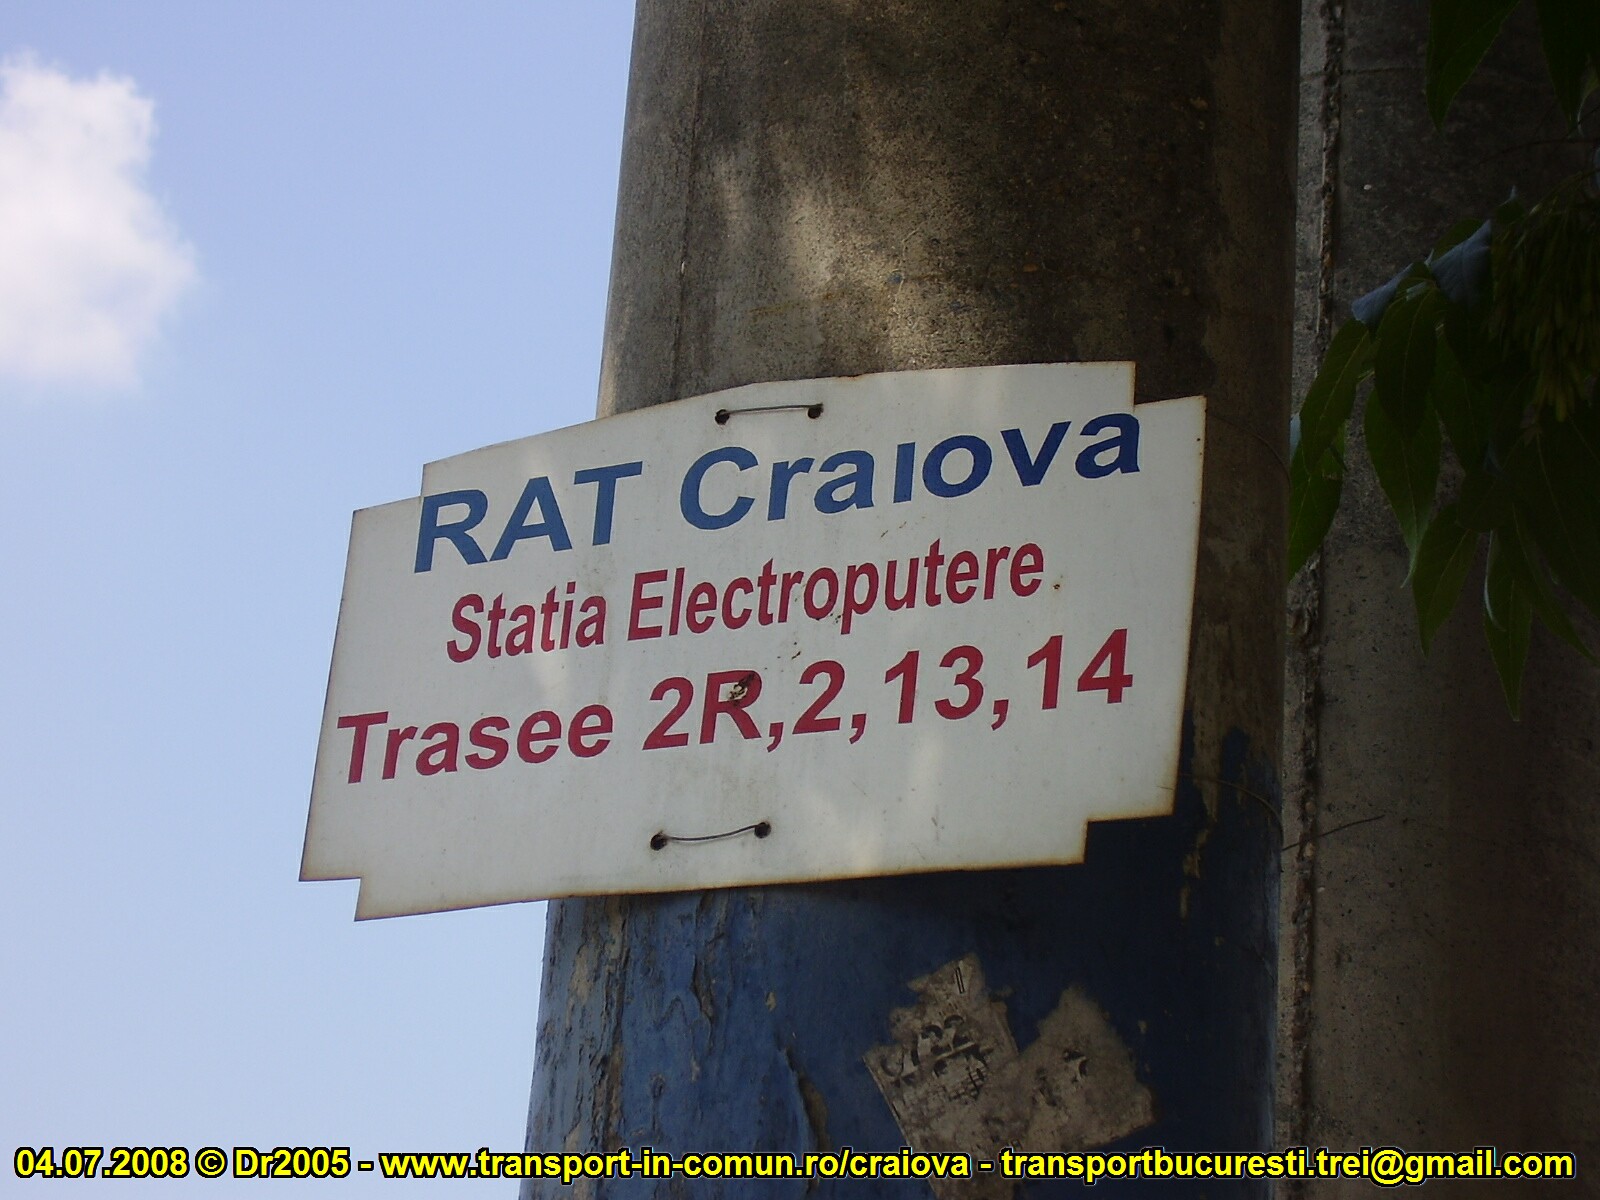 RAT Craiova
Statia Electroputere
Trasee 2R,2,13,14
04.07.2008 © Dr2005 - www.transport-in-comun.ro/craiova - transportbucuresti.trei@gmail.com